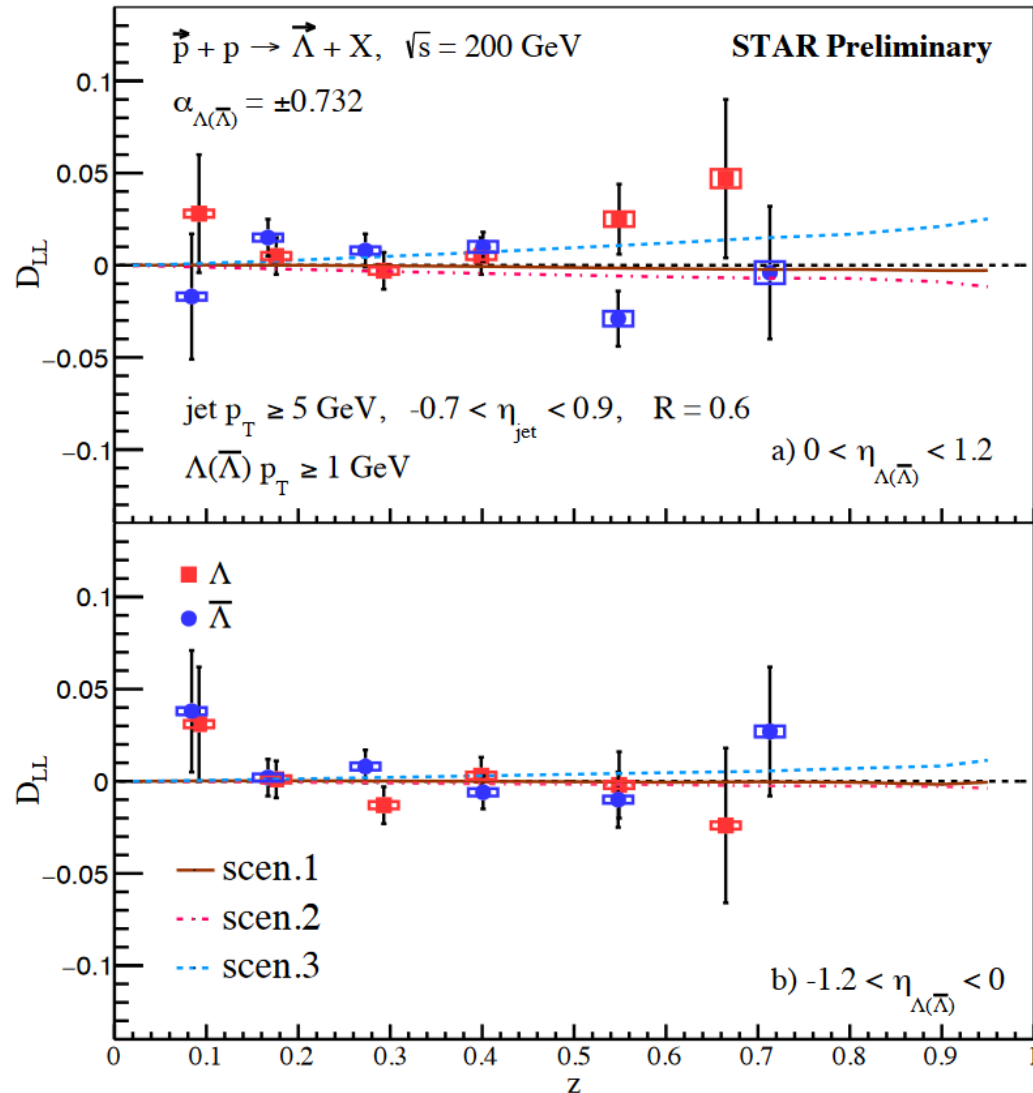 p⃗ + p → Λ⃗ + X, √s = 200 GeV
STAR Preliminary
α_Λ(Λ̅) = ±0.732
0.1
0.05
0
−0.05
−0.1
D_LL
jet p_T ≥ 5 GeV, -0.7 < η_jet < 0.9, R = 0.6
Λ(Λ̅) p_T ≥ 1 GeV
a) 0 < η_Λ(Λ̅) < 1.2
Λ
Λ̅
0.1
0.05
0
−0.05
−0.1
D_LL
scen.1
scen.2
scen.3
b) -1.2 < η_Λ(Λ̅) < 0
0 0.1 0.2 0.3 0.4 0.5 0.6 0.7 0.8 0.9 1
z